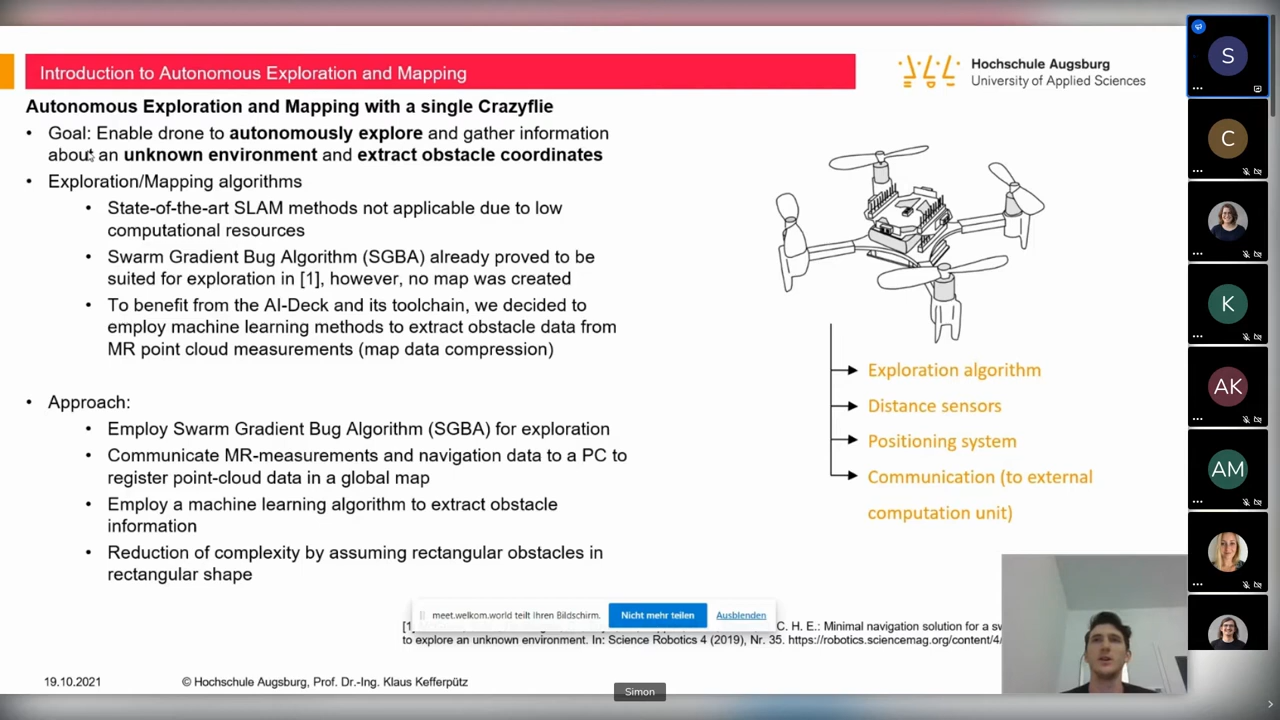 Introduction to Autonomous Exploration and Mapping
Hochschule Augsburg
University of Applied Sciences
Autonomous Exploration and Mapping with a single Crazyflie
• Goal: Enable drone to autonomously explore and gather information
about an unknown environment and extract obstacle coordinates
• Exploration/Mapping algorithms
• State-of-the-art SLAM methods not applicable due to low
computational resources
• Swarm Gradient Bug Algorithm (SGBA) already proved to be
suited for exploration in [1], however, no map was created
• To benefit from the AI-Deck and its toolchain, we decided to
employ machine learning methods to extract obstacle data from
MR point cloud measurements (map data compression)
• Approach:
• Employ Swarm Gradient Bug Algorithm (SGBA) for exploration
• Communicate MR-measurements and navigation data to a PC to
register point-cloud data in a global map
• Employ a machine learning algorithm to extract obstacle
information
• Reduction of complexity by assuming rectangular obstacles in
rectangular shape
Exploration algorithm
Distance sensors
Positioning system
Communication (to external
computation unit)
meet.welkom.world teilt Ihren Bildschirm.
Nicht mehr teilen
Ausblenden
[1] C. H. E.: Minimal navigation solution for a
to explore an unknown environment. In: Science Robotics 4 (2019), Nr. 35. https://robotics.sciencemag.org/content/4/
19.10.2021
© Hochschule Augsburg, Prof. Dr.-Ing. Klaus Kefferpütz
Simon
S
C
K
AK
AM